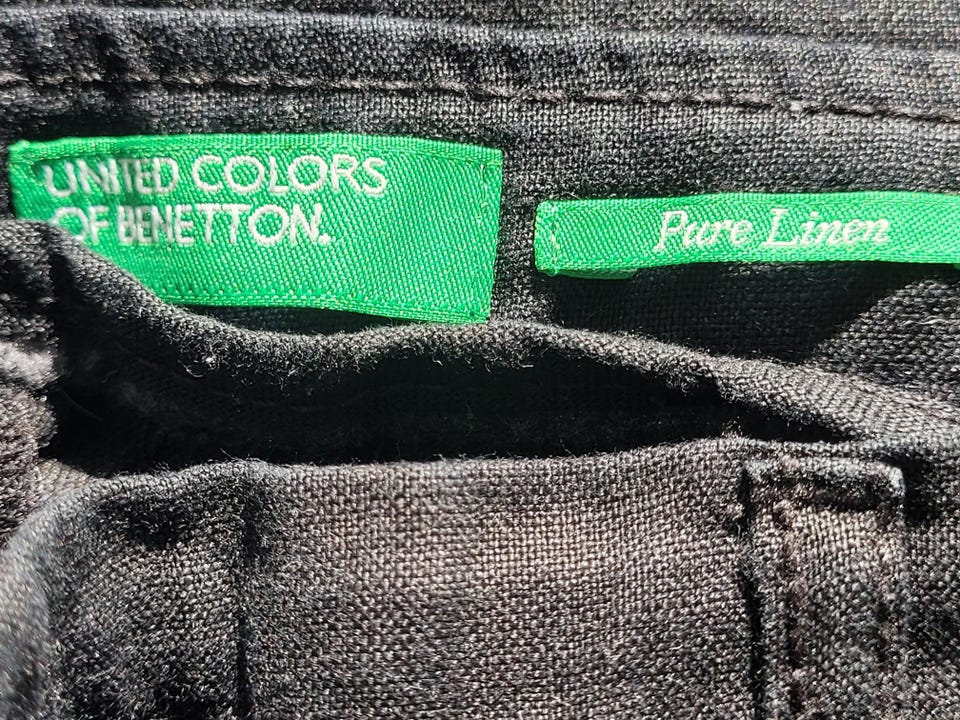 UNITED COLORS
OF BENETTON.
Pure Linen